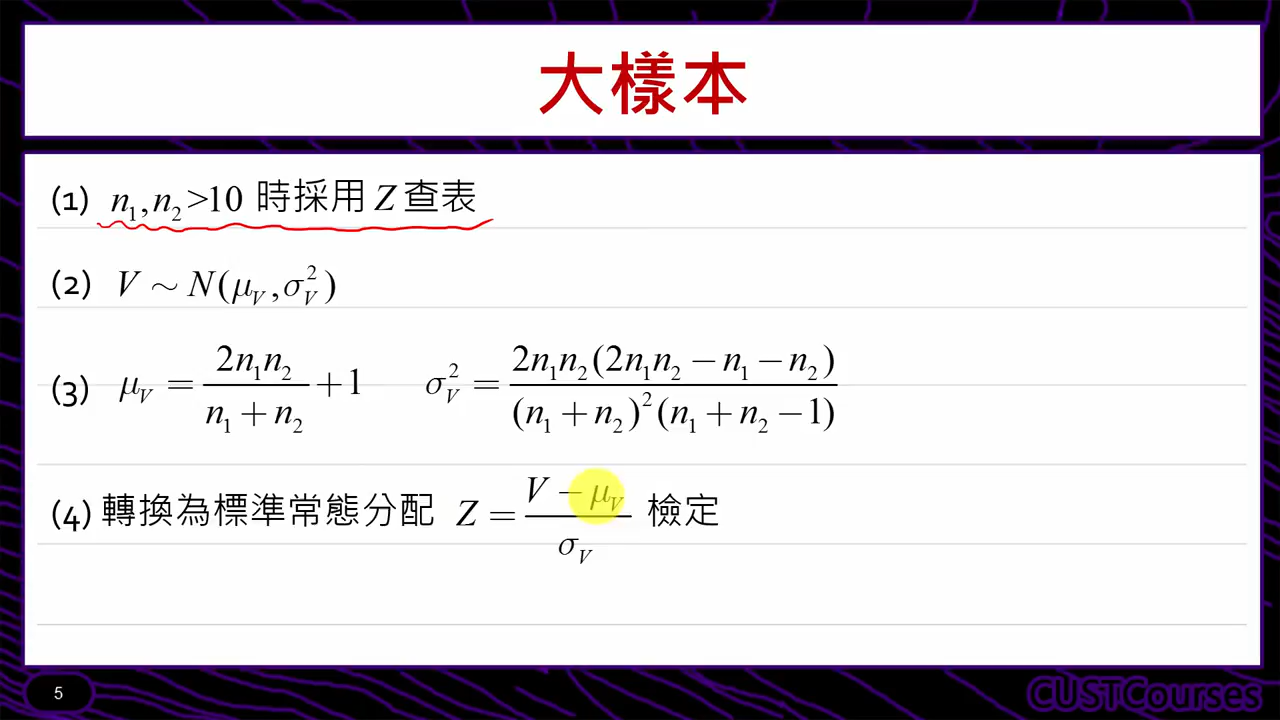 大樣本
(1) n₁,n₂>10 時採用 Z 查表
(2) V ∼ N(μ_V,σ_V²)
(3) μ_V = 2n₁n₂/(n₁+n₂) +1 σ_V² = 2n₁n₂(2n₁n₂−n₁−n₂)/((n₁+n₂)²(n₁+n₂−1))
(4) 轉換為標準常態分配 Z = (V−μ_V)/σ_V 檢定
5
CUSTCourses